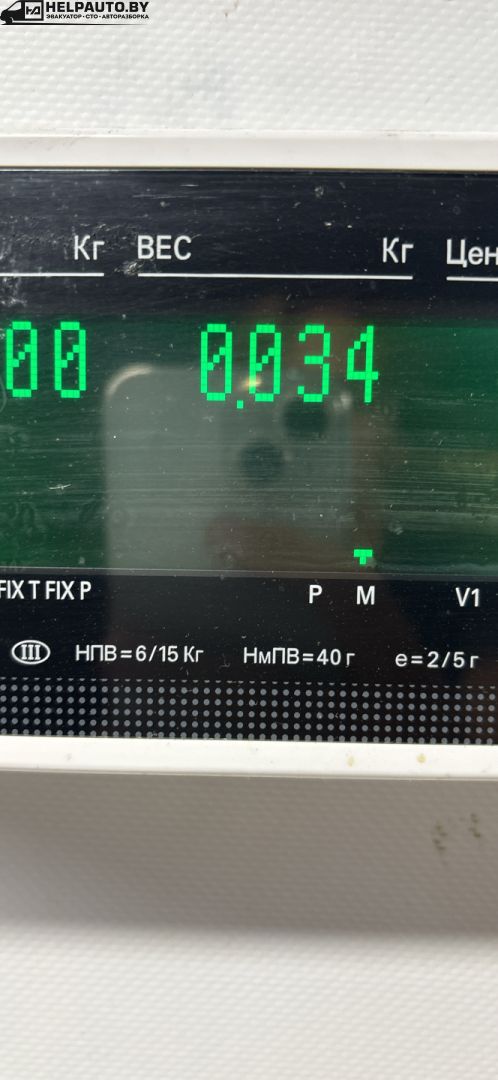 HELPAUTO.BY
ЭВАКУАТОР · СТО · АВТОРАЗБОРКА
Кг ВЕС Кг Цен
00 0.034
FIX T FIX P P M V1
III НПВ=6/15 Кг НмПВ=40 г e=2/5 г